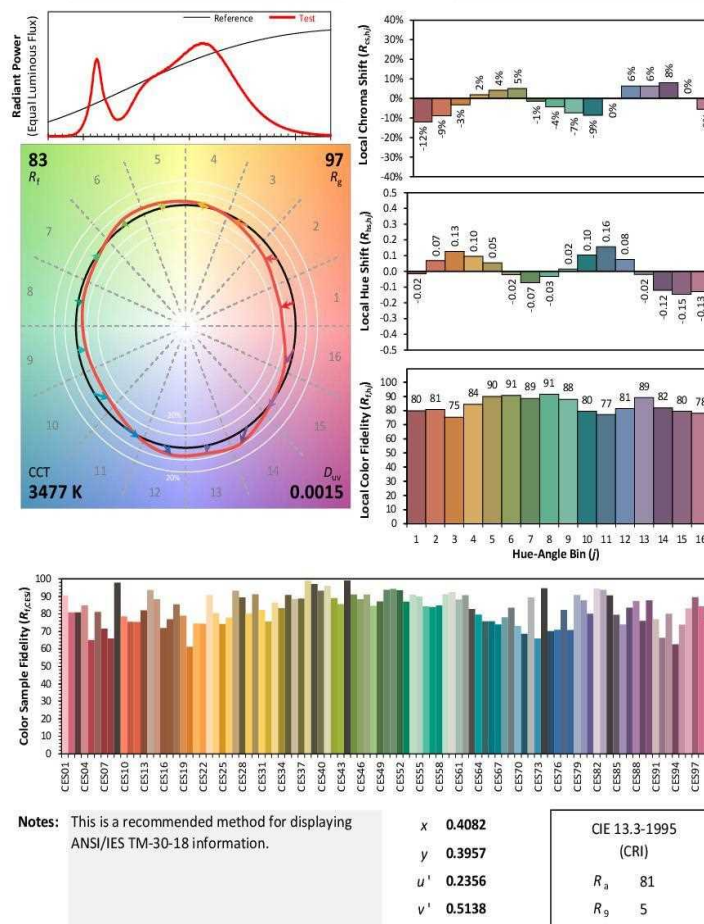 Reference Test
Radiant Power
(Equal Luminous Flux)
83
Rf
97
Rg
1
2
3
4
5
6
7
8
9
10
11
12
13
14
15
16
20%
20%
CCT
3477 K
Duv
0.0015
Local Chroma Shift (Rcs,hj)
40%
30%
20%
10%
0%
-10%
-20%
-30%
-40%
-12% -9% -3% 2% 4% 5% -1% -4% -7% -9% 0% 6% 6% 8% 0%
Local Hue Shift (Rhs,hj)
0.5
0.4
0.3
0.2
0.1
0.0
-0.1
-0.2
-0.3
-0.4
-0.5
-0.02 0.07 0.13 0.10 0.05 -0.02 -0.07 -0.03 0.02 0.10 0.16 0.08 -0.02 -0.12 -0.15 -0.13
Local Color Fidelity (Rf,hj)
100
90
80
70
60
50
40
30
20
10
0
80 81 75 84 90 91 89 91 88 80 77 81 89 82 80 78
1 2 3 4 5 6 7 8 9 10 11 12 13 14 15 16
Hue-Angle Bin (j)
Color Sample Fidelity (Rf,CESi)
100
90
80
70
60
50
40
30
20
10
0
CES01 CES04 CES07 CES10 CES13 CES16 CES19 CES22 CES25 CES28 CES31 CES34 CES37 CES40 CES43 CES46 CES49 CES52 CES55 CES58 CES61 CES64 CES67 CES70 CES73 CES76 CES79 CES82 CES85 CES88 CES91 CES94 CES97
Notes: This is a recommended method for displaying
ANSI/IES TM-30-18 information.
x 0.4082
y 0.3957
u' 0.2356
v' 0.5138
CIE 13.3-1995
(CRI)
Ra 81
R9 5